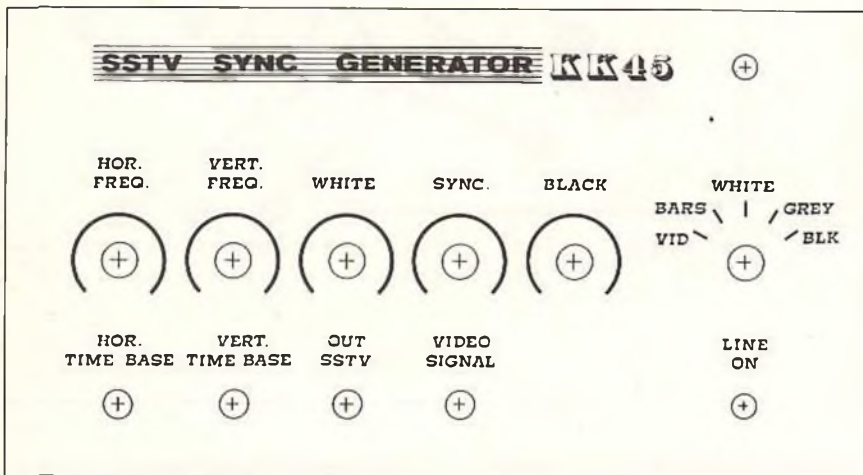 SSTV SYNC GENERATOR KK45
HOR. FREQ.
VERT. FREQ.
WHITE
SYNC.
BLACK
WHITE
BARS
GREY
VID
BLK
HOR. TIME BASE
VERT. TIME BASE
OUT SSTV
VIDEO SIGNAL
LINE ON